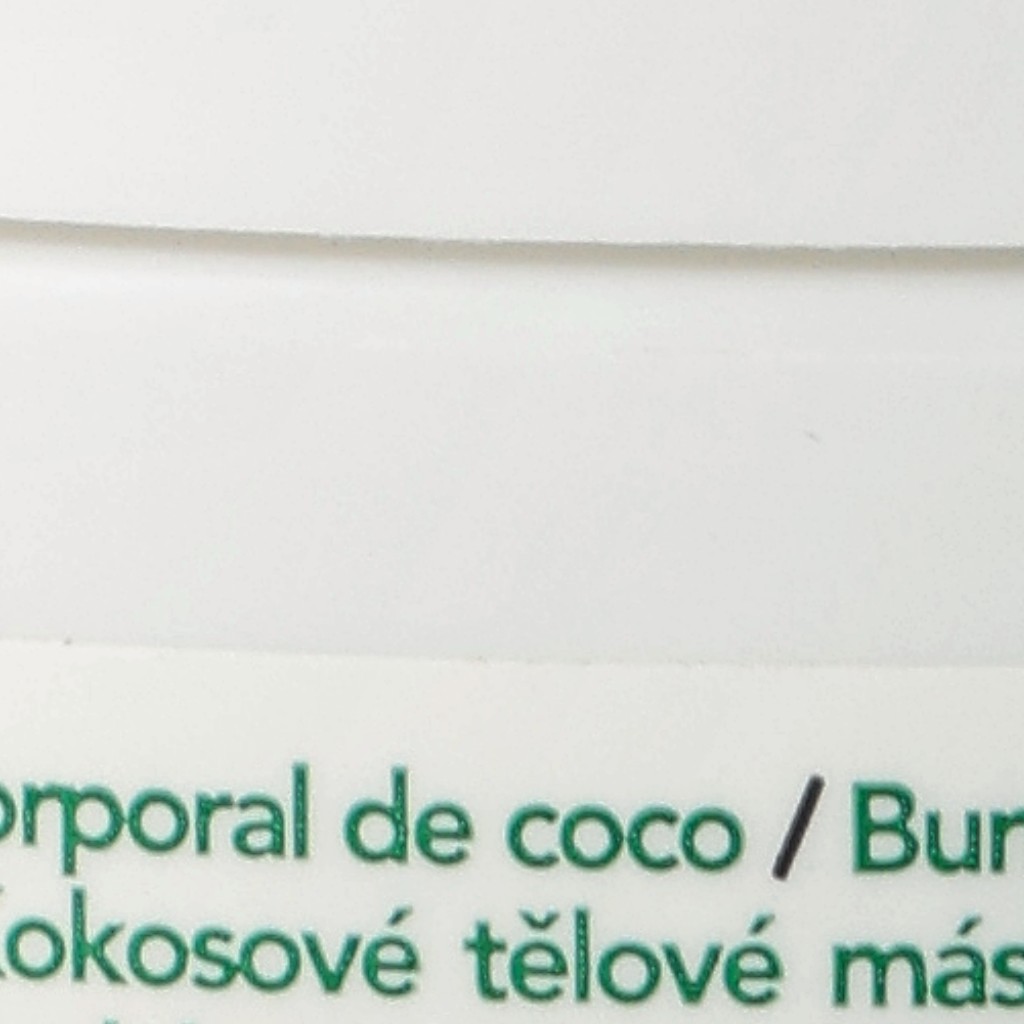 orporal de coco / Bur
Kokosové tělové más